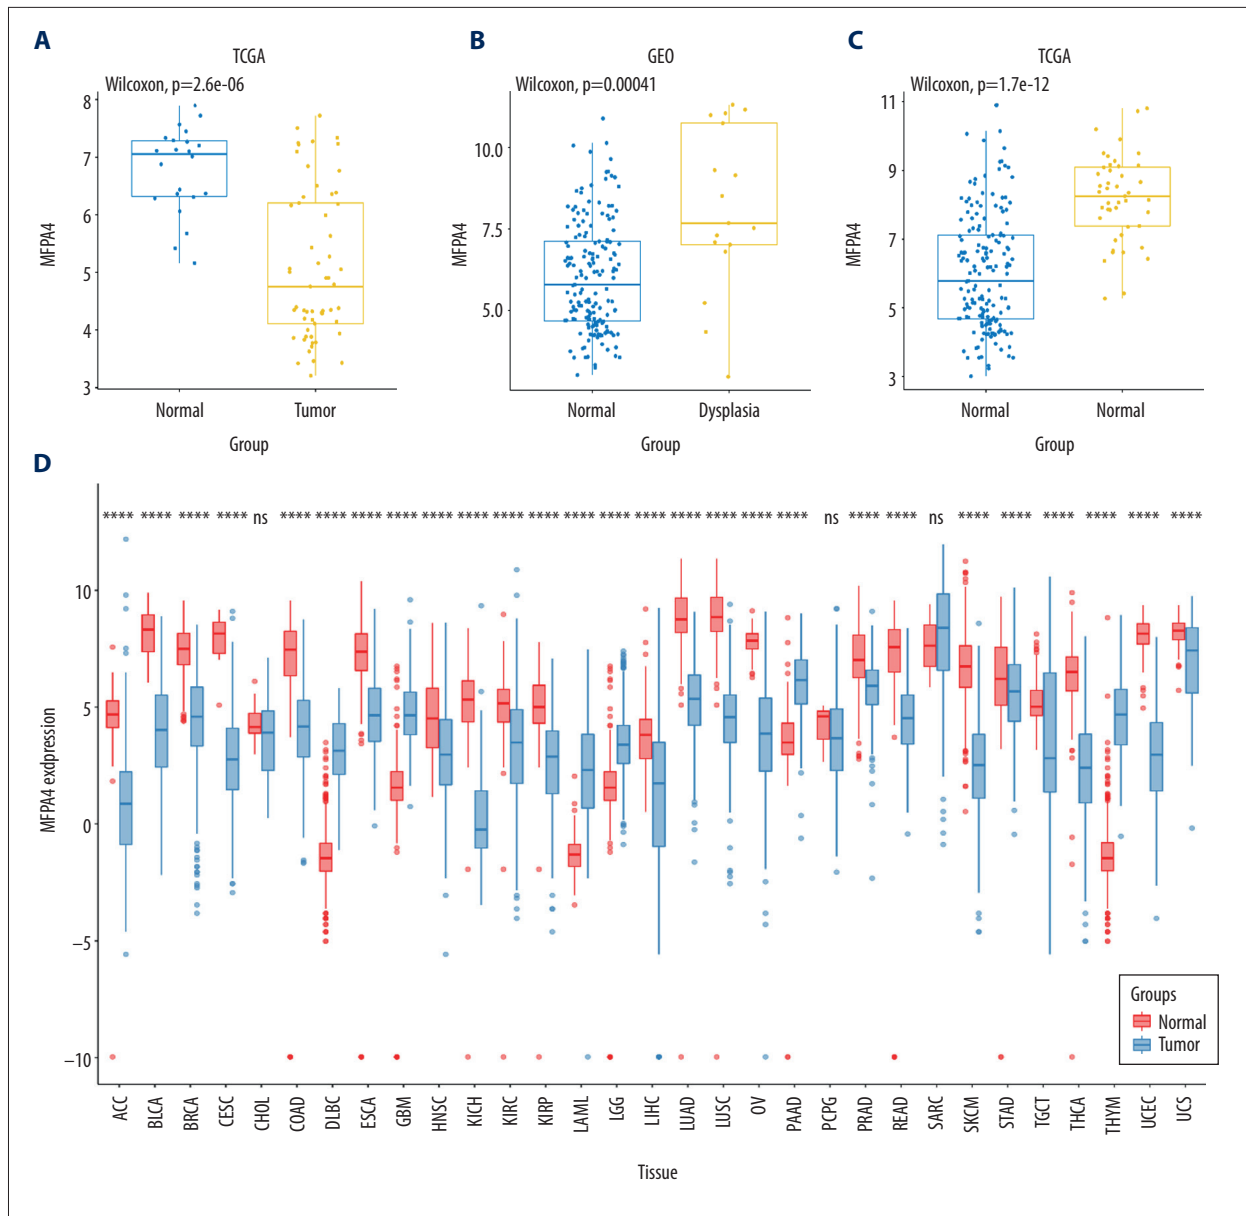 A
TCGA
Wilcoxon, p=2.6e-06
8
7
6
5
4
3
MFPA4
Normal
Tumor
Group
B
GEO
Wilcoxon, p=0.00041
10.0
7.5
5.0
MFPA4
Normal
Dysplasia
Group
C
TCGA
Wilcoxon, p=1.7e-12
11
9
7
5
3
MFPA4
Normal
Normal
Group
D
**** **** **** **** ns **** **** **** **** **** **** **** **** **** **** **** **** **** **** **** ns **** **** ns **** **** **** **** **** ****
10
5
0
−5
−10
MFPA4 exdpression
Groups
Normal
Tumor
ACC BLCA BRCA CESC CHOL COAD DLBC ESCA GBM HNSC KICH KIRC KIRP LAML LGG LIHC LUAD LUSC OV PAAD PCPG PRAD READ SARC SKCM STAD TGCT THCA THYM UCEC UCS
Tissue